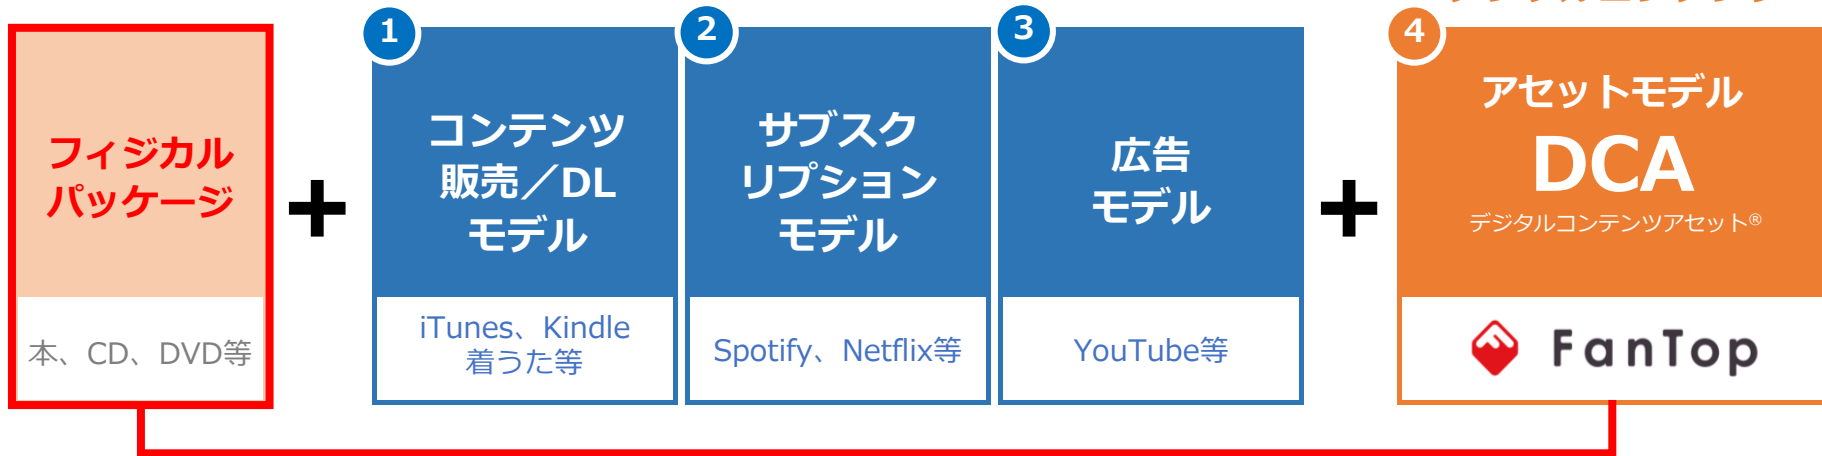 フィジカル
パッケージ
本、CD、DVD等
+
1
コンテンツ
販売／DL
モデル
iTunes、Kindle
着うた等
2
サブスク
リプション
モデル
Spotify、Netflix等
3
広告
モデル
YouTube等
+
4
アセットモデル
DCA
デジタルコンテンツアセット®
FanTop